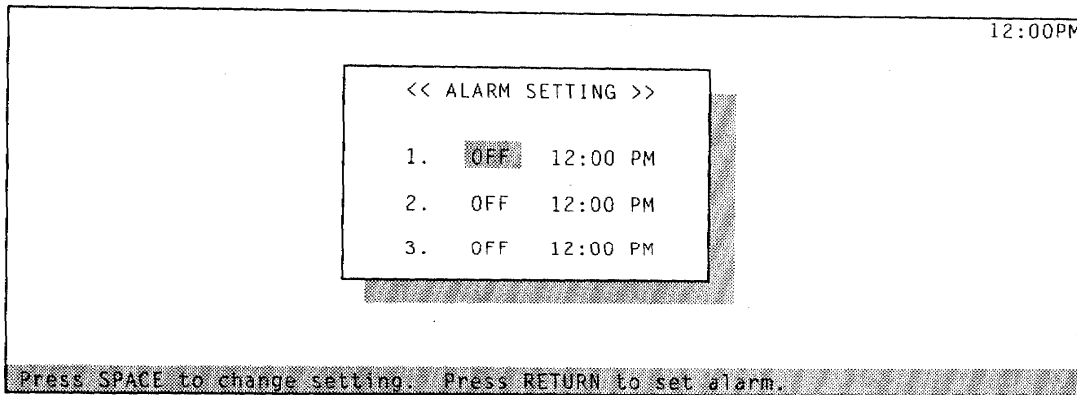 12:00PM
<< ALARM SETTING >>
1. OFF 12:00 PM
2. OFF 12:00 PM
3. OFF 12:00 PM
Press SPACE to change setting. Press RETURN to set alarm.